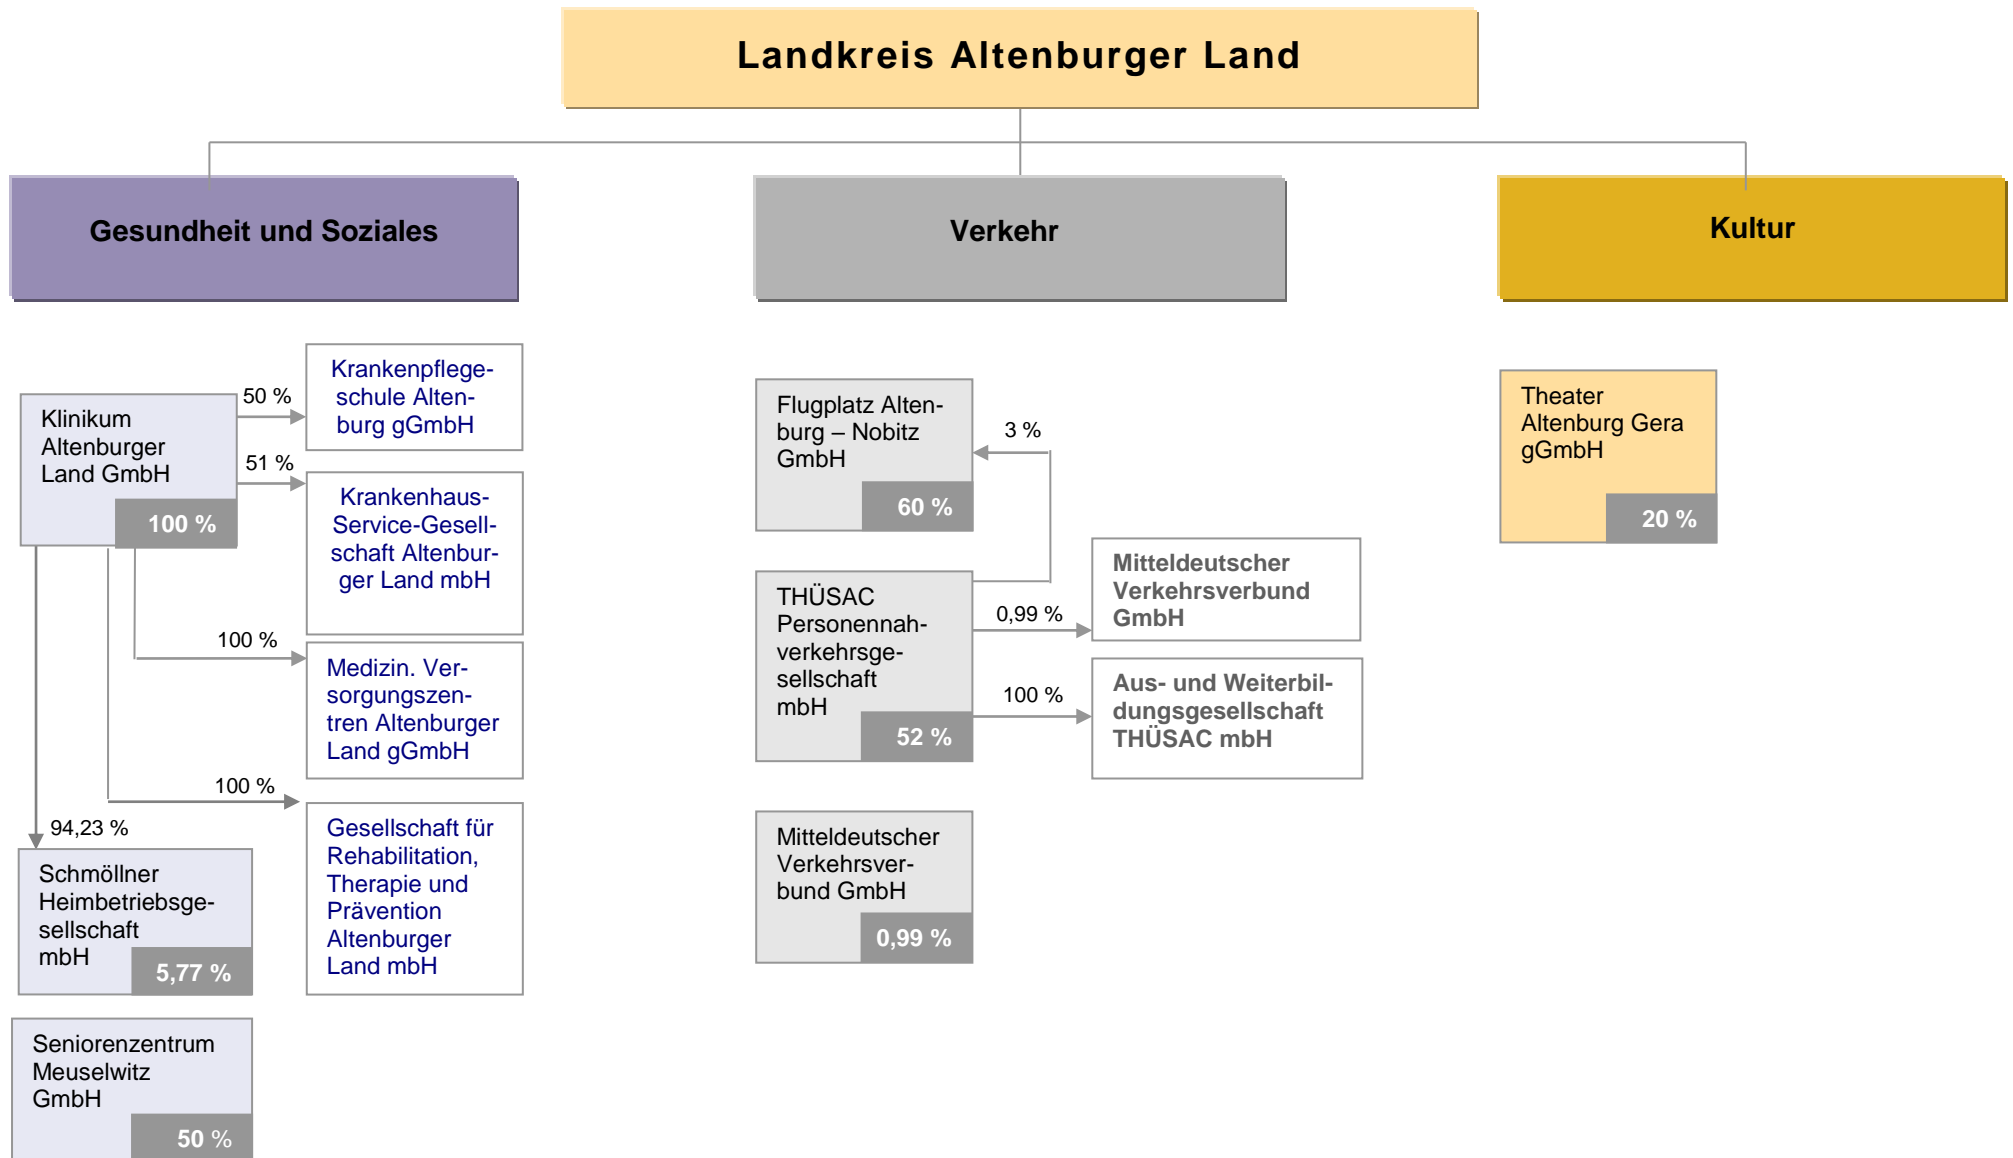 Landkreis Altenburger Land
Gesundheit und Soziales
Verkehr
Kultur
Klinikum
Altenburger
Land GmbH
100 %
50 %
Krankenpflege-
schule Alten-
burg gGmbH
51 %
Krankenhaus-
Service-Gesell-
schaft Altenbur-
ger Land mbH
100 %
Medizin. Ver-
sorgungszen-
tren Altenburger
Land gGmbH
100 %
Gesellschaft für
Rehabilitation,
Therapie und
Prävention
Altenburger
Land mbH
94,23 %
Schmöllner
Heimbetriebsge-
sellschaft
mbH
5,77 %
Seniorenzentrum
Meuselwitz
GmbH
50 %
Flugplatz Alten-
burg – Nobitz
GmbH
60 %
3 %
THÜSAC
Personennah-
verkehrsge-
sellschaft
mbH
52 %
0,99 %
Mitteldeutscher
Verkehrsverbund
GmbH
100 %
Aus- und Weiterbil-
dungsgesellschaft
THÜSAC mbH
Mitteldeutscher
Verkehrsver-
bund GmbH
0,99 %
Theater
Altenburg Gera
gGmbH
20 %